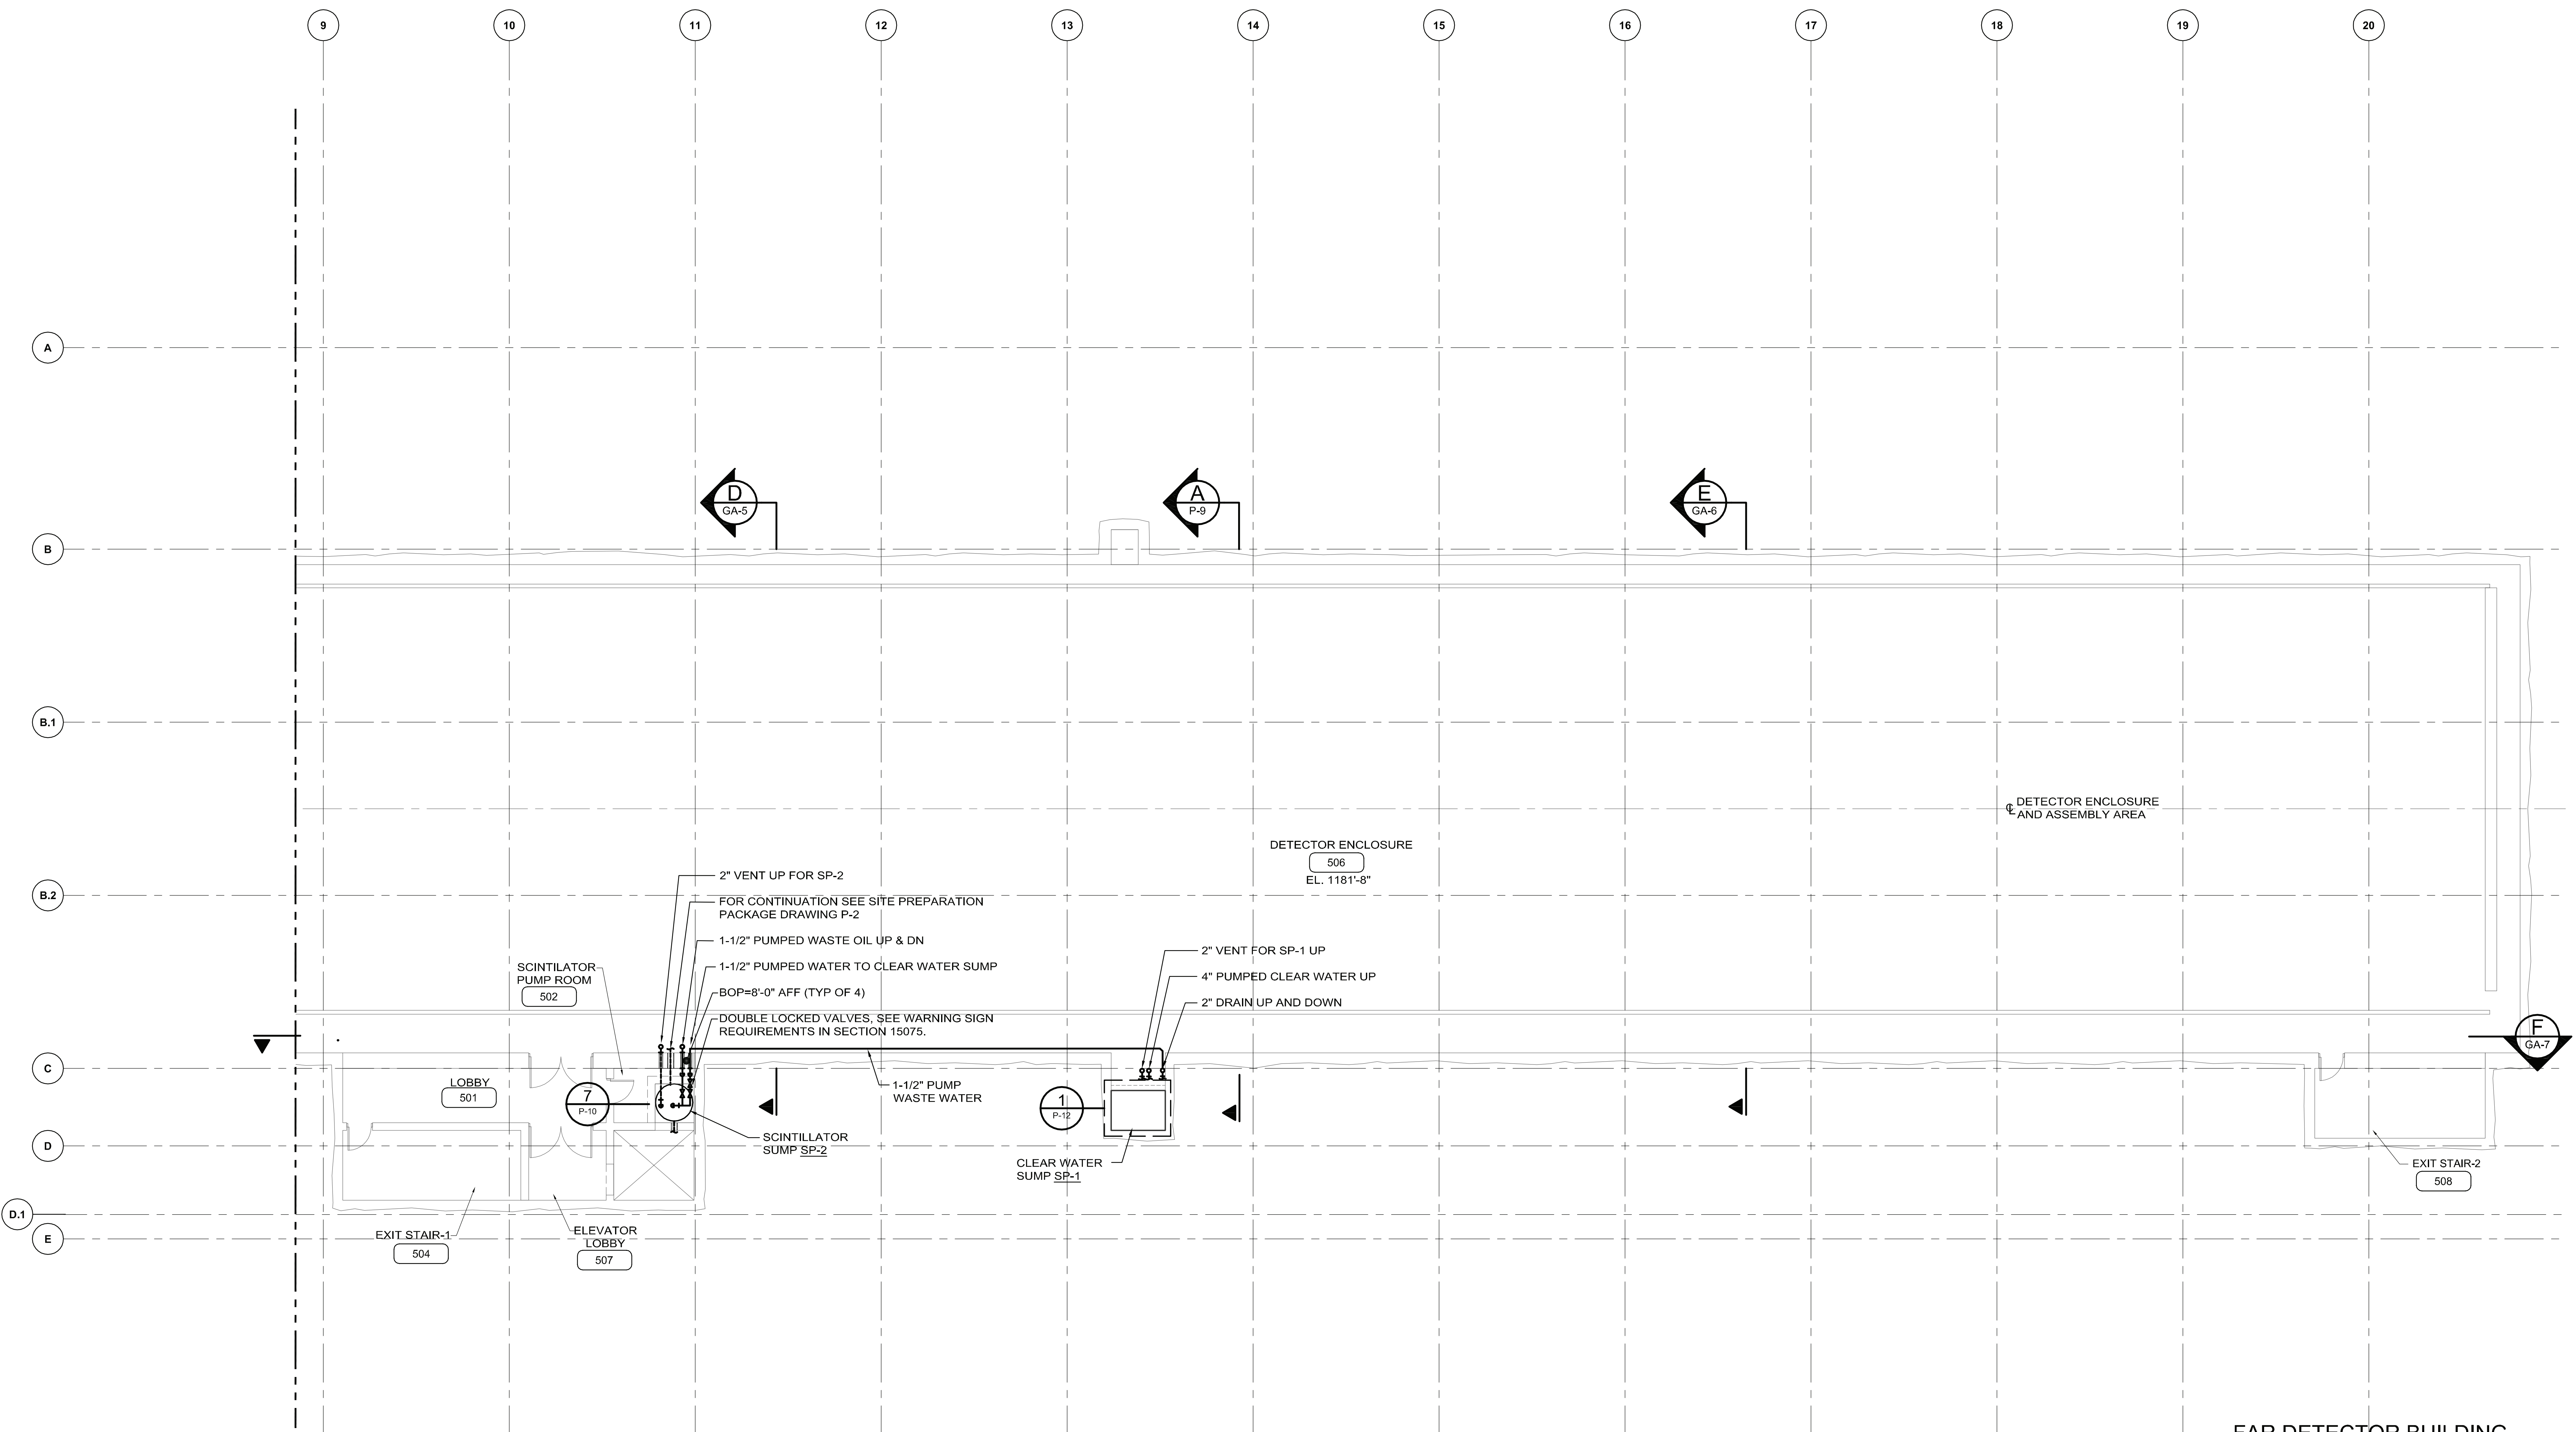 9
10
11
12
13
14
15
16
17
18
19
20
A
D
GA-5
A
P-9
E
GA-6
B
B.1
℄ DETECTOR ENCLOSURE
AND ASSEMBLY AREA
DETECTOR ENCLOSURE
506
EL. 1181'-8"
B.2
2" VENT UP FOR SP-2
FOR CONTINUATION SEE SITE PREPARATION
PACKAGE DRAWING P-2
1-1/2" PUMPED WASTE OIL UP & DN
1-1/2" PUMPED WATER TO CLEAR WATER SUMP
BOP=8'-0" AFF (TYP OF 4)
DOUBLE LOCKED VALVES, SEE WARNING SIGN
REQUIREMENTS IN SECTION 15075.
SCINTILATOR
PUMP ROOM
502
2" VENT FOR SP-1 UP
4" PUMPED CLEAR WATER UP
2" DRAIN UP AND DOWN
F
GA-7
C
LOBBY
501
7
P-10
1-1/2" PUMP
WASTE WATER
1
P-12
SCINTILLATOR
SUMP SP-2
CLEAR WATER
SUMP SP-1
D
EXIT STAIR-2
508
D.1
E
EXIT STAIR-1
504
ELEVATOR
LOBBY
507
FAR DETECTOR BUILDING